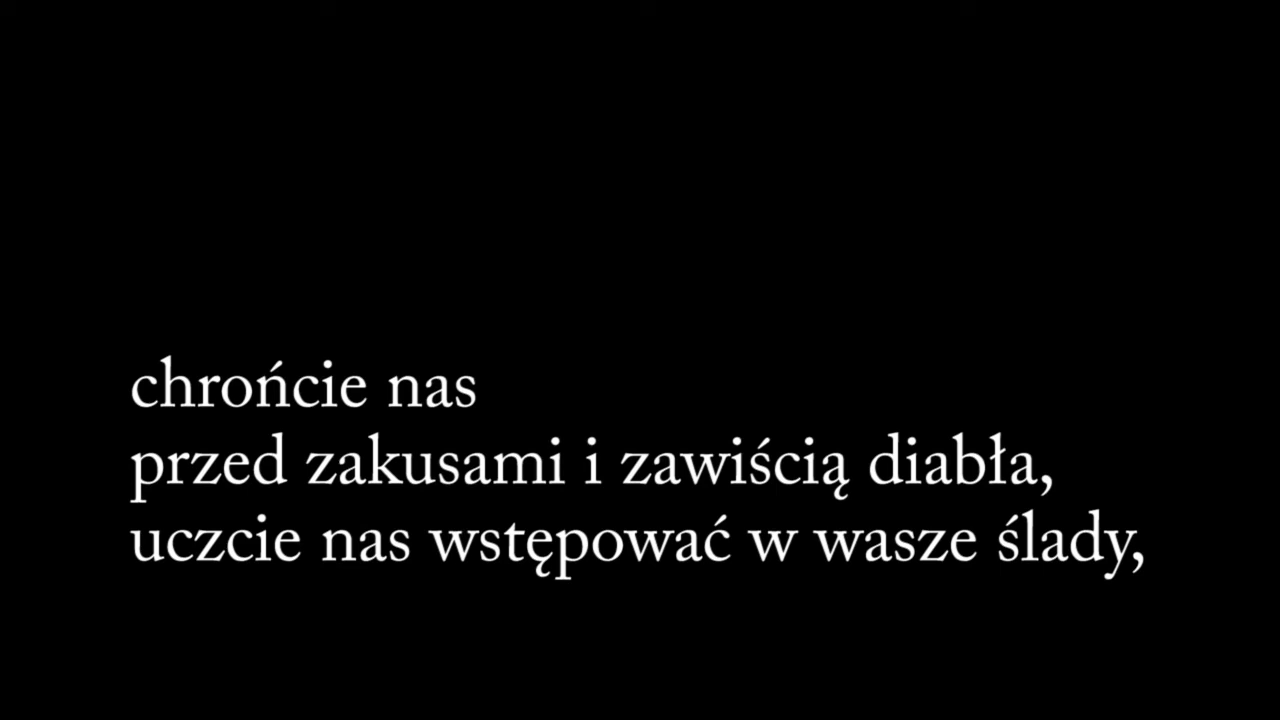 chrońcie nas
przed zakusami i zawiścią diabła,
uczcie nas wstępować w wasze ślady,